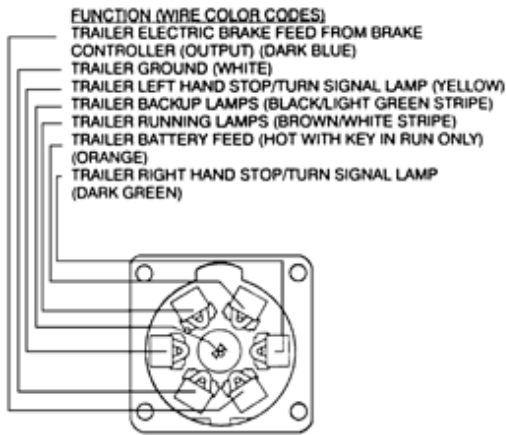 FUNCTION (WIRE COLOR CODES)
TRAILER ELECTRIC BRAKE FEED FROM BRAKE
CONTROLLER (OUTPUT) (DARK BLUE)
TRAILER GROUND (WHITE)
TRAILER LEFT HAND STOP/TURN SIGNAL LAMP (YELLOW)
TRAILER BACKUP LAMPS (BLACK/LIGHT GREEN STRIPE)
TRAILER RUNNING LAMPS (BROWN/WHITE STRIPE)
TRAILER BATTERY FEED (HOT WITH KEY IN RUN ONLY)
(ORANGE)
TRAILER RIGHT HAND STOP/TURN SIGNAL LAMP
(DARK GREEN)